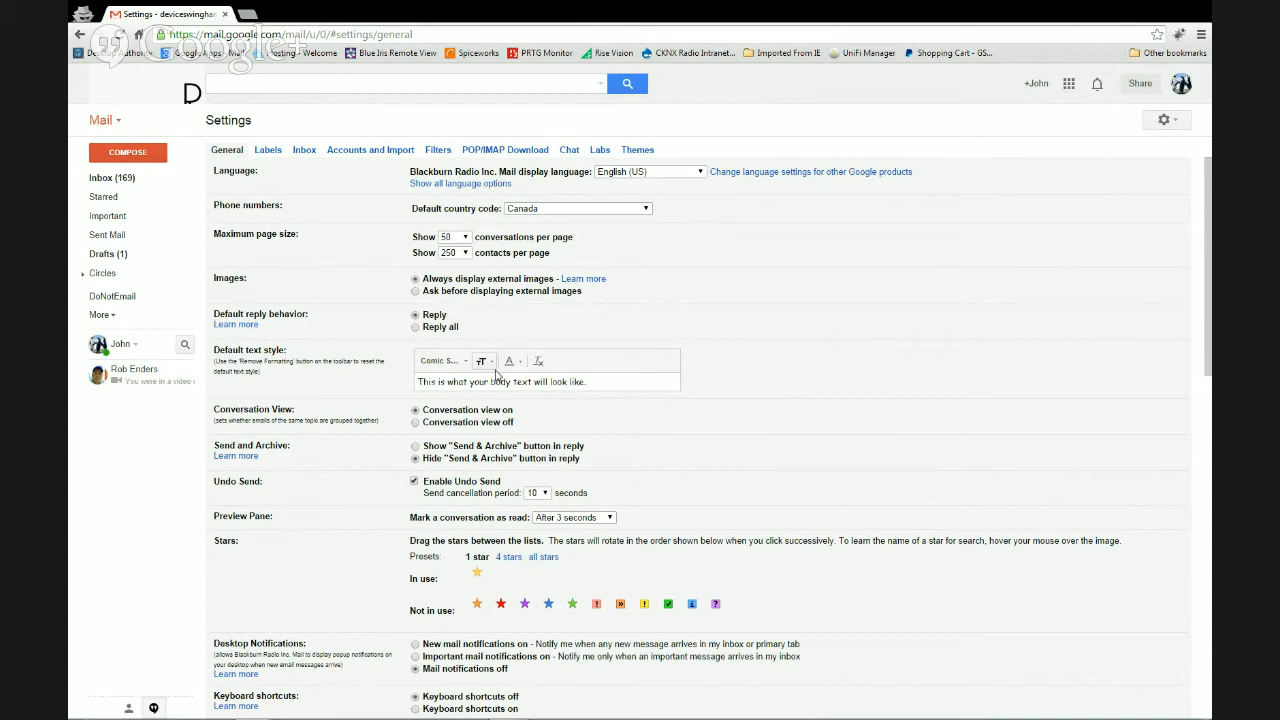 Settings - deviceswinghan
https://mail.google.com/mail/u/0/#settings/general
Google+
Hosting - Welcome Blue Iris Remote View Spiceworks PRTG Monitor Rise Vision CKNX Radio Intranet... Imported From IE UniFi Manager Shopping Cart - GS... Other bookmarks
D
+John Share
Mail Settings
COMPOSE
Inbox (169)
Starred
Important
Sent Mail
Drafts (1)
Circles
DoNotEmail
More
John
Rob Enders
You were in a video
General Labels Inbox Accounts and Import Filters POP/IMAP Download Chat Labs Themes
Language: Blackburn Radio Inc. Mail display language: English (US) Change language settings for other Google products
Show all language options
Phone numbers: Default country code: Canada
Maximum page size: Show 50 conversations per page
Show 250 contacts per page
Images: Always display external images - Learn more
Ask before displaying external images
Default reply behavior: Reply
Learn more Reply all
Default text style:
(Use the 'Remove Formatting' button on the toolbar to reset the default text style)
Comic S... A
This is what your body text will look like.
Conversation View: Conversation view on
(sets whether emails of the same topic are grouped together) Conversation view off
Send and Archive: Show "Send & Archive" button in reply
Learn more Hide "Send & Archive" button in reply
Undo Send: Enable Undo Send
Send cancellation period: 10 seconds
Preview Pane: Mark a conversation as read: After 3 seconds
Stars: Drag the stars between the lists. The stars will rotate in the order shown below when you click successively. To learn the name of a star for search, hover your mouse over the image.
Presets: 1 star 4 stars all stars
In use:
Not in use:
Desktop Notifications: New mail notifications on - Notify me when any new message arrives in my inbox or primary tab
(allows Blackburn Radio Inc. Mail to display popup notifications on your desktop when new email messages arrive)
Important mail notifications on - Notify me only when an important message arrives in my inbox
Learn more Mail notifications off
Keyboard shortcuts: Keyboard shortcuts off
Learn more Keyboard shortcuts on